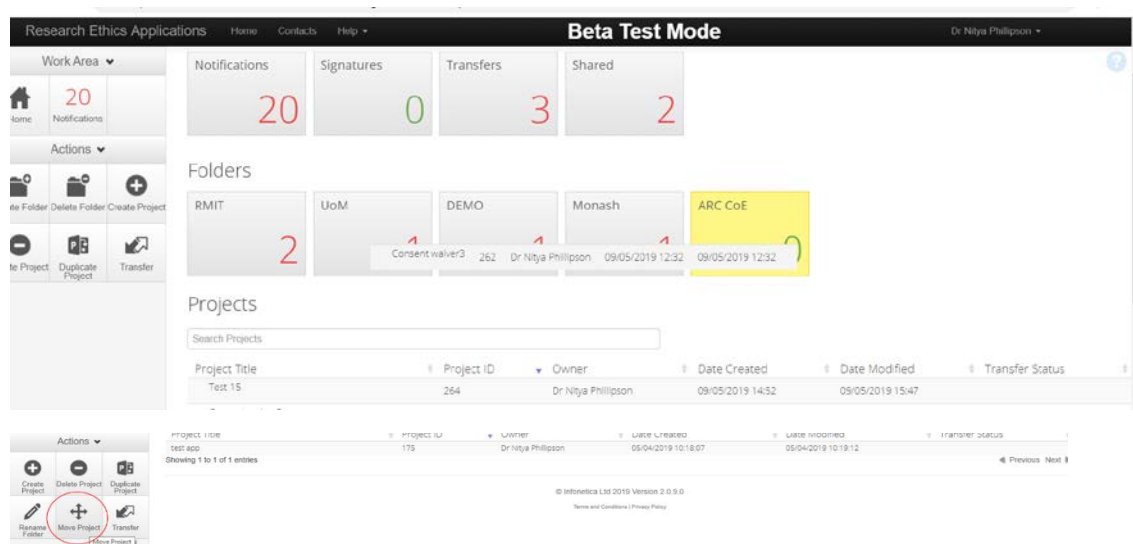 Research Ethics Applications Home Contacts Help Beta Test Mode Dr Nitya Phillipson
Work Area
Home
20
Notifications
Notifications
20
Signatures
0
Transfers
3
Shared
2
Actions
te Folder Delete Folder Create Project
te Project Duplicate Project Transfer
Folders
RMIT
2
UoM
DEMO
Monash
ARC CoE
0
Consent waiver3 262 Dr Nitya Phillipson 09/05/2019 12:32 09/05/2019 12:32
Projects
Search Projects
Project Title Project ID Owner Date Created Date Modified Transfer Status
Test 15 264 Dr Nitya Phillipson 09/05/2019 14:52 09/05/2019 15:47
Actions
Create Project Delete Project Duplicate Project
Rename Folder Move Project Transfer
Move Project
Project Title Project ID Owner Date Created Date Modified Transfer Status
test app 175 Dr Nitya Phillipson 05/04/2019 10:18:07 05/04/2019 10:19:12
Showing 1 to 1 of 1 entries
Previous Next
© Infonetica Ltd 2019 Version 2.0.9.0
Terms and Conditions | Privacy Policy